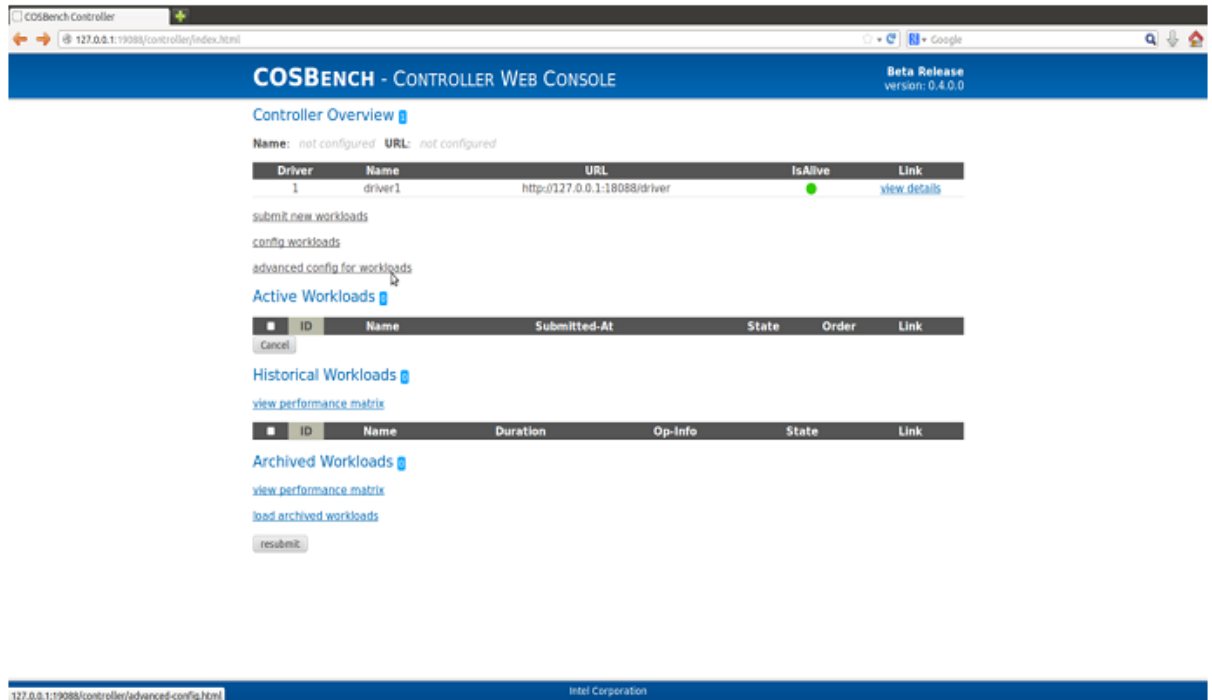 COSBench Controller
127.0.0.1:19088/controller/index.html
Google
COSBENCH - CONTROLLER WEB CONSOLE
Beta Release
version: 0.4.0.0
Controller Overview 1
Name: not configured URL: not configured
Driver Name URL IsAlive Link
1 driver1 http://127.0.0.1:18088/driver view details
submit new workloads
config workloads
advanced config for workloads
Active Workloads 0
ID Name Submitted-At State Order Link
Cancel
Historical Workloads 0
view performance matrix
ID Name Duration Op-Info State Link
Archived Workloads 0
view performance matrix
load archived workloads
resubmit
Intel Corporation
127.0.0.1:19088/controller/advanced-config.html